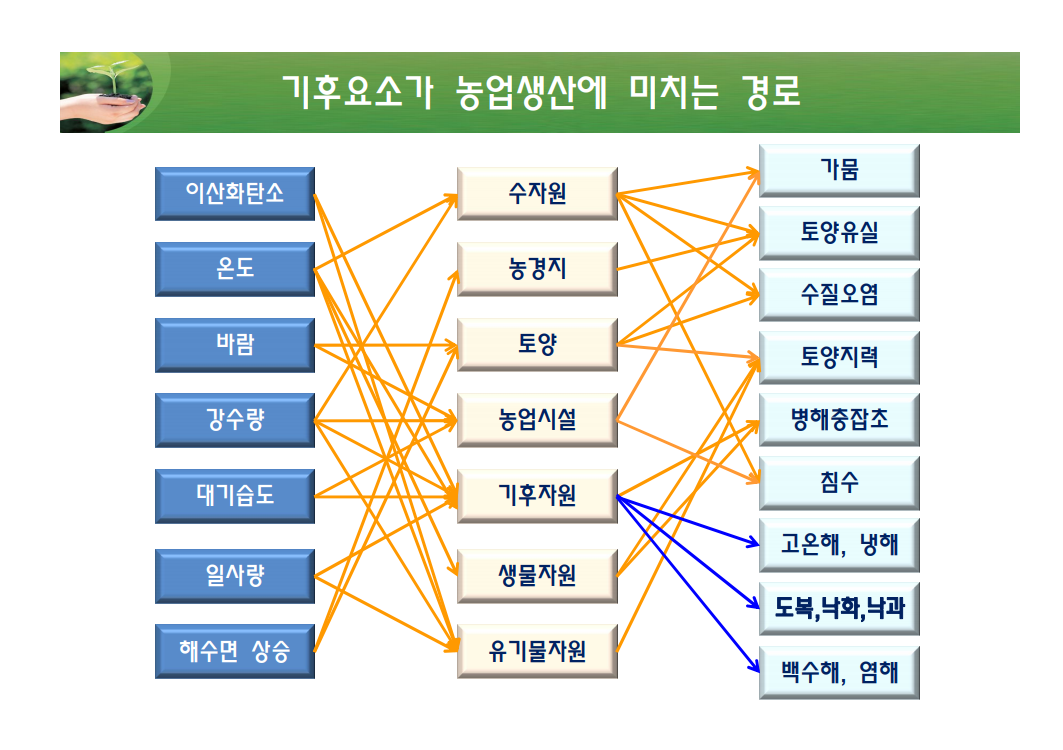 기후요소가 농업생산에 미치는 경로
이산화탄소
온도
바람
강수량
대기습도
일사량
해수면 상승
수자원
농경지
토양
농업시설
기후자원
생물자원
유기물자원
가뭄
토양유실
수질오염
토양지력
병해충잡초
침수
고온해, 냉해
도복,낙화,낙과
백수해, 염해